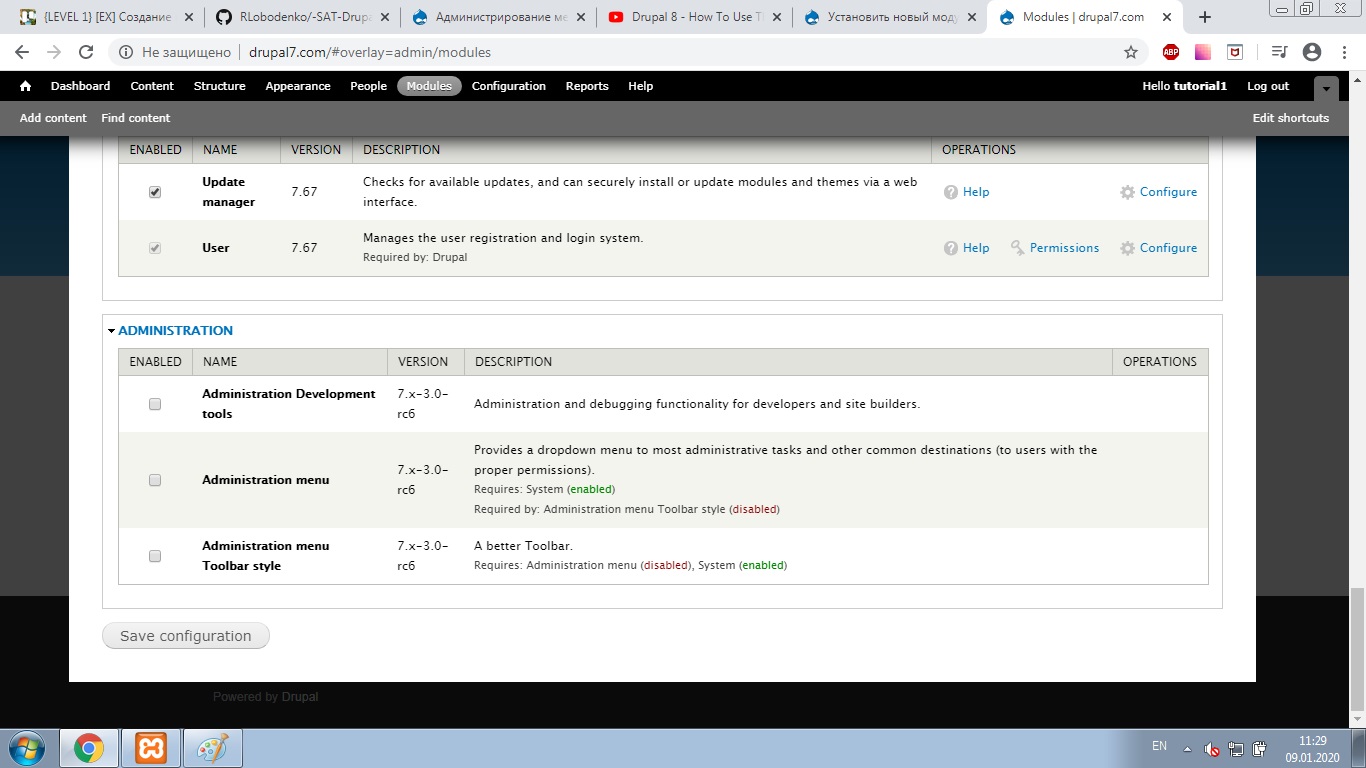 {LEVEL 1} [EX] Создание
RLobodenko/-SAT-Drupa
Администрирование ме
Drupal 8 - How To Use Th
Установить новый моду
Modules | drupal7.com
Не защищено
drupal7.com/#overlay=admin/modules
ABP
Dashboard
Content
Structure
Appearance
People
Modules
Configuration
Reports
Help
Hello tutorial1
Log out
Add content
Find content
Edit shortcuts
ENABLED
NAME
VERSION
DESCRIPTION
OPERATIONS
Update
manager
7.67
Checks for available updates, and can securely install or update modules and themes via a web
interface.
Help
Configure
User
7.67
Manages the user registration and login system.
Required by: Drupal
Help
Permissions
Configure
ADMINISTRATION
ENABLED
NAME
VERSION
DESCRIPTION
OPERATIONS
Administration Development
tools
7.x-3.0-
rc6
Administration and debugging functionality for developers and site builders.
Administration menu
7.x-3.0-
rc6
Provides a dropdown menu to most administrative tasks and other common destinations (to users with the
proper permissions).
Requires: System (enabled)
Required by: Administration menu Toolbar style (disabled)
Administration menu
Toolbar style
7.x-3.0-
rc6
A better Toolbar.
Requires: Administration menu (disabled), System (enabled)
Save configuration
Powered by Drupal
EN
11:29
09.01.2020